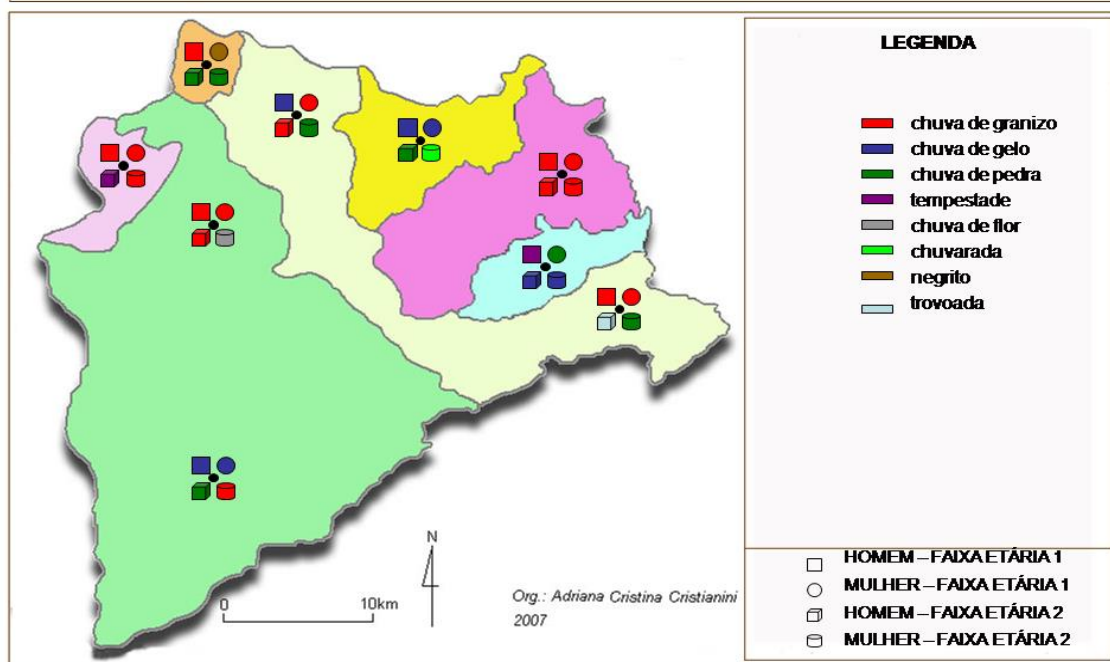 LEGENDA
chuva de granizo
chuva de gelo
chuva de pedra
tempestade
chuva de flor
chuvarada
negrito
trovoada
N
0 10km
Org.: Adriana Cristina Cristianini
2007
HOMEM – FAIXA ETÁRIA 1
MULHER – FAIXA ETÁRIA 1
HOMEM – FAIXA ETÁRIA 2
MULHER – FAIXA ETÁRIA 2